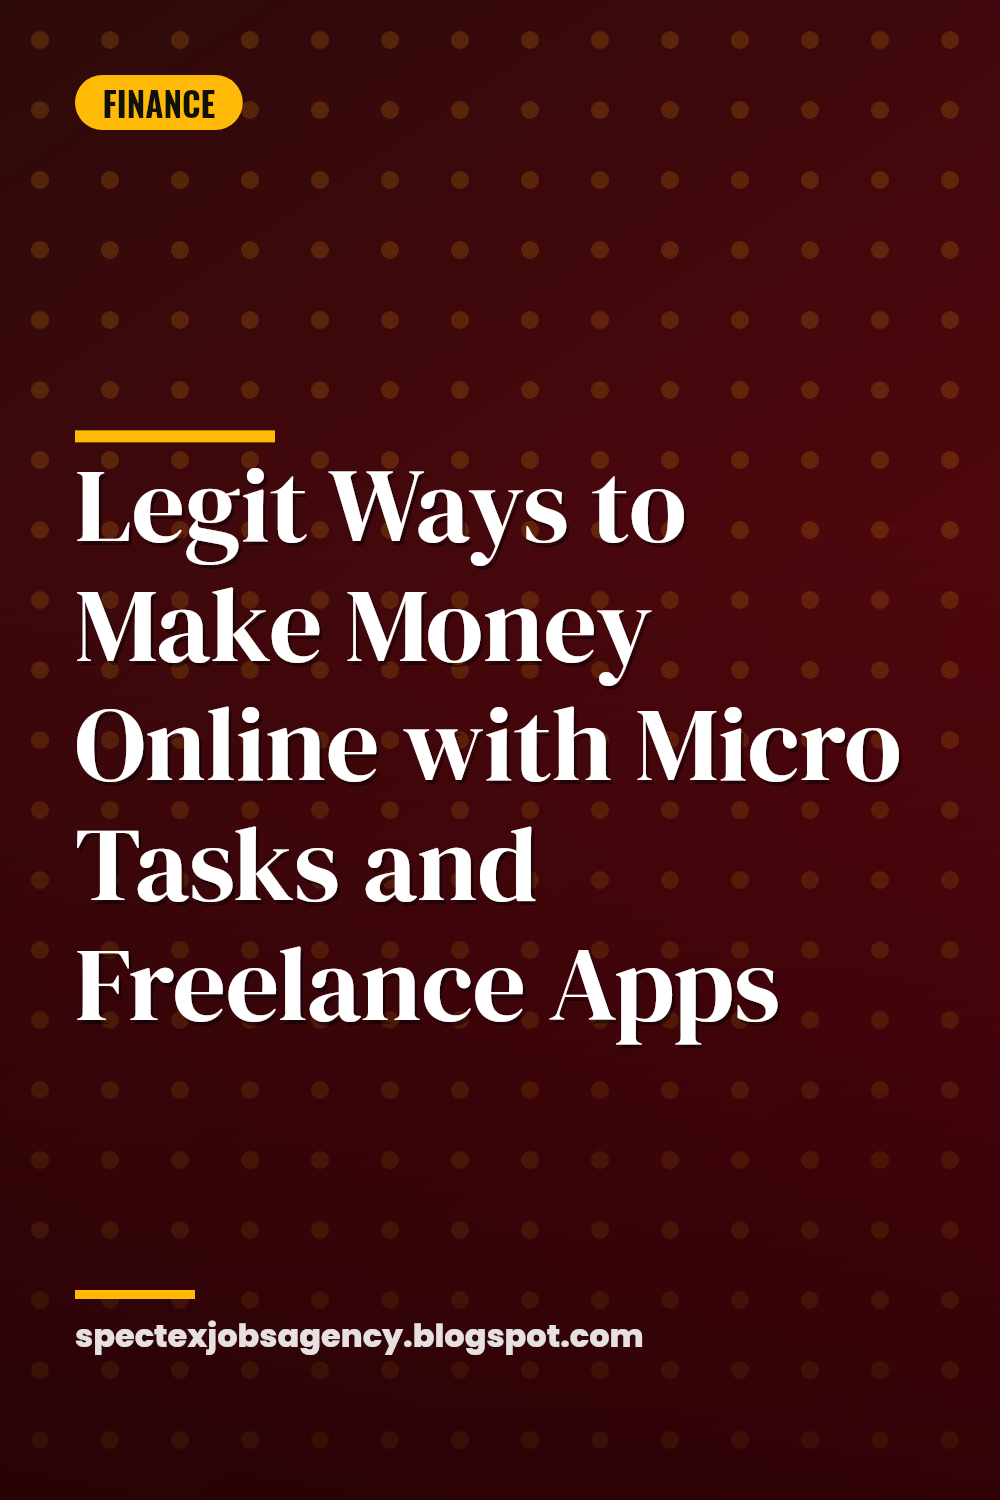 FINANCE
Legit Ways to
Make Money
Online with Micro
Tasks and
Freelance Apps
spectexjobsagency.blogspot.com